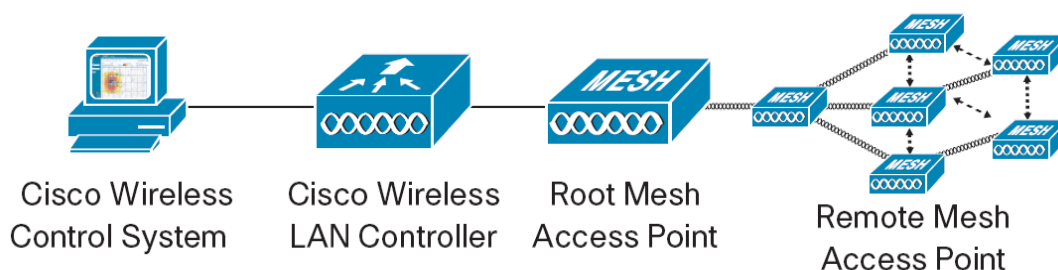 MESH
MESH
MESH
MESH
MESH
MESH
MESH
Cisco Wireless
Control System
Cisco Wireless
LAN Controller
Root Mesh
Access Point
Remote Mesh
Access Point